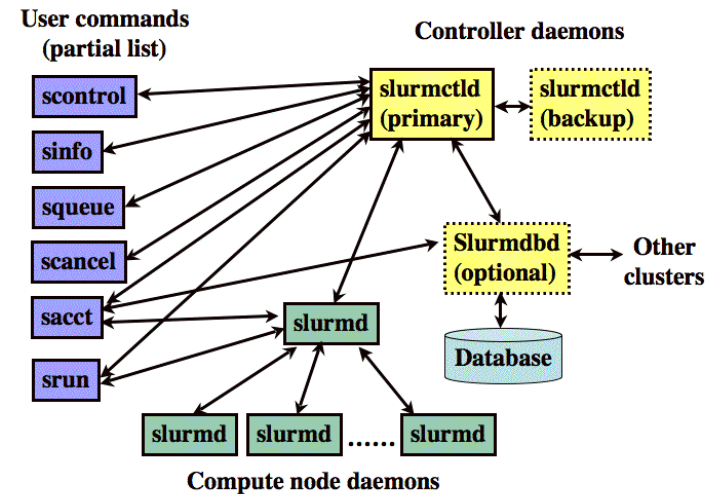 User commands
(partial list)
Controller daemons
scontrol
slurmctld
(primary)
slurmctld
(backup)
sinfo
squeue
scancel
Slurmdbd
(optional)
Other
clusters
sacct
slurmd
srun
Database
slurmd
slurmd
......
slurmd
Compute node daemons